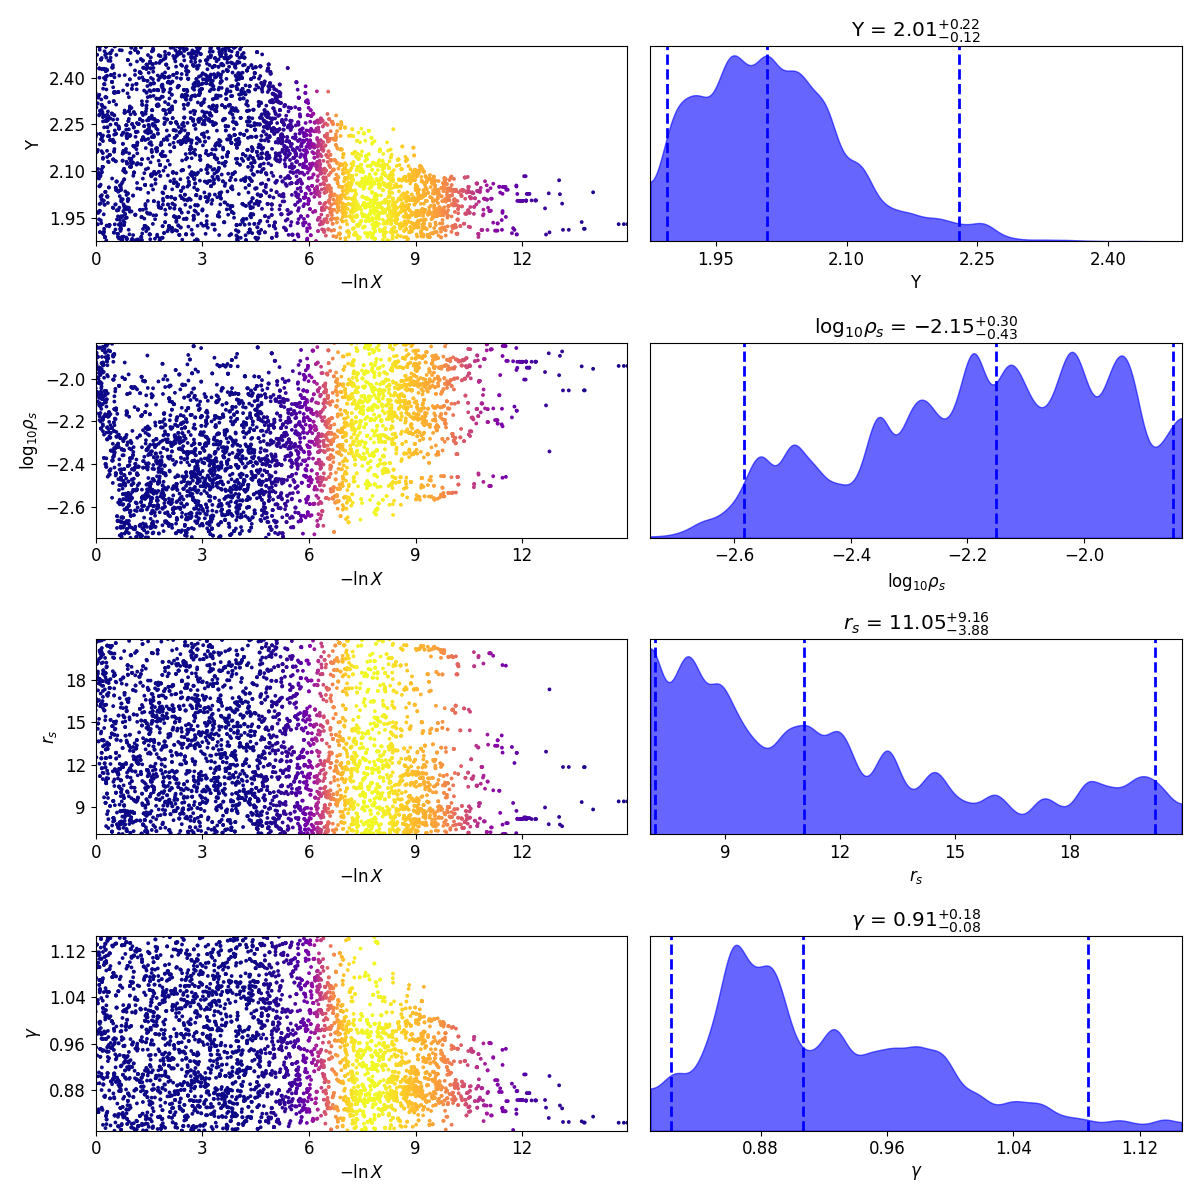 Y = 2.01+0.22−0.12
2.40
2.25
2.10
1.95
Y
0 3 6 9 12
−ln X
1.95 2.10 2.25 2.40
Y
log10ρs = −2.15+0.30−0.43
−2.0
−2.2
−2.4
−2.6
log10ρs
0 3 6 9 12
−ln X
−2.6 −2.4 −2.2 −2.0
log10ρs
rs = 11.05+9.16−3.88
18
15
12
9
rs
0 3 6 9 12
−ln X
9 12 15 18
rs
γ = 0.91+0.18−0.08
1.12
1.04
0.96
0.88
γ
0 3 6 9 12
−ln X
0.88 0.96 1.04 1.12
γ